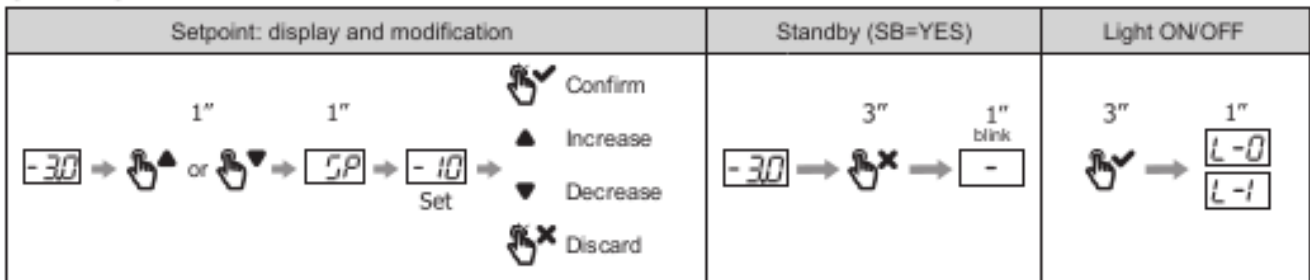 Setpoint: display and modification
Standby (SB=YES)
Light ON/OFF
Confirm
1" 1"
3" 1"
blink
3" 1"
Increase
-3.0 or SP -10
Set
Decrease
Discard
-3.0 -
L-0
L-1